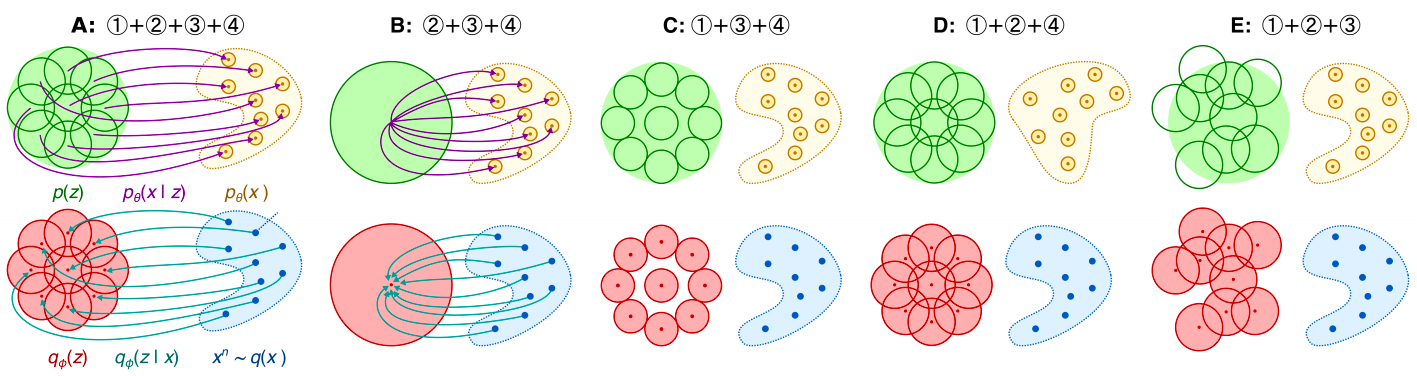 A: ①+②+③+④
B: ②+③+④
C: ①+③+④
D: ①+②+④
E: ①+②+③
p(z) pθ(x | z) pθ(x)
qϕ(z) qϕ(z | x) xⁿ ~ q(x)